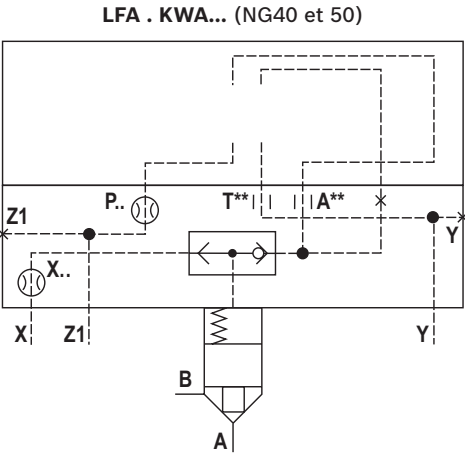 LFA . KWA... (NG40 et 50)
P.. T** A**
Z1 Y
X..
X Z1 Y
B
A